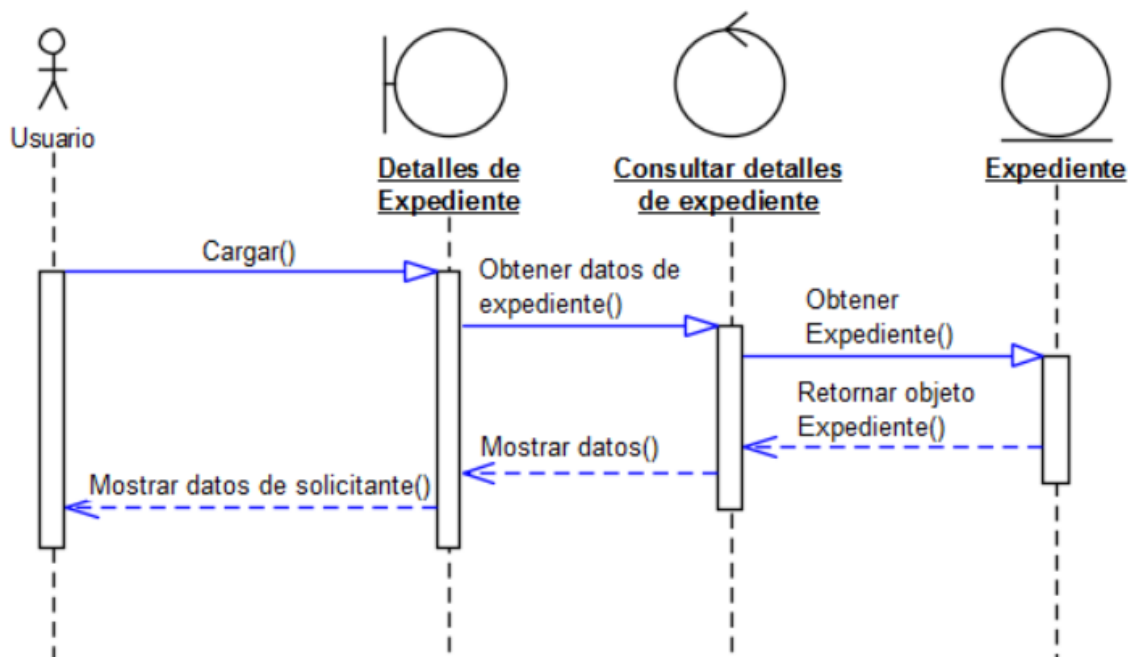 Usuario
Detalles de
Expediente
Consultar detalles
de expediente
Expediente
Cargar()
Obtener datos de
expediente()
Obtener
Expediente()
Retornar objeto
Expediente()
Mostrar datos()
Mostrar datos de solicitante()